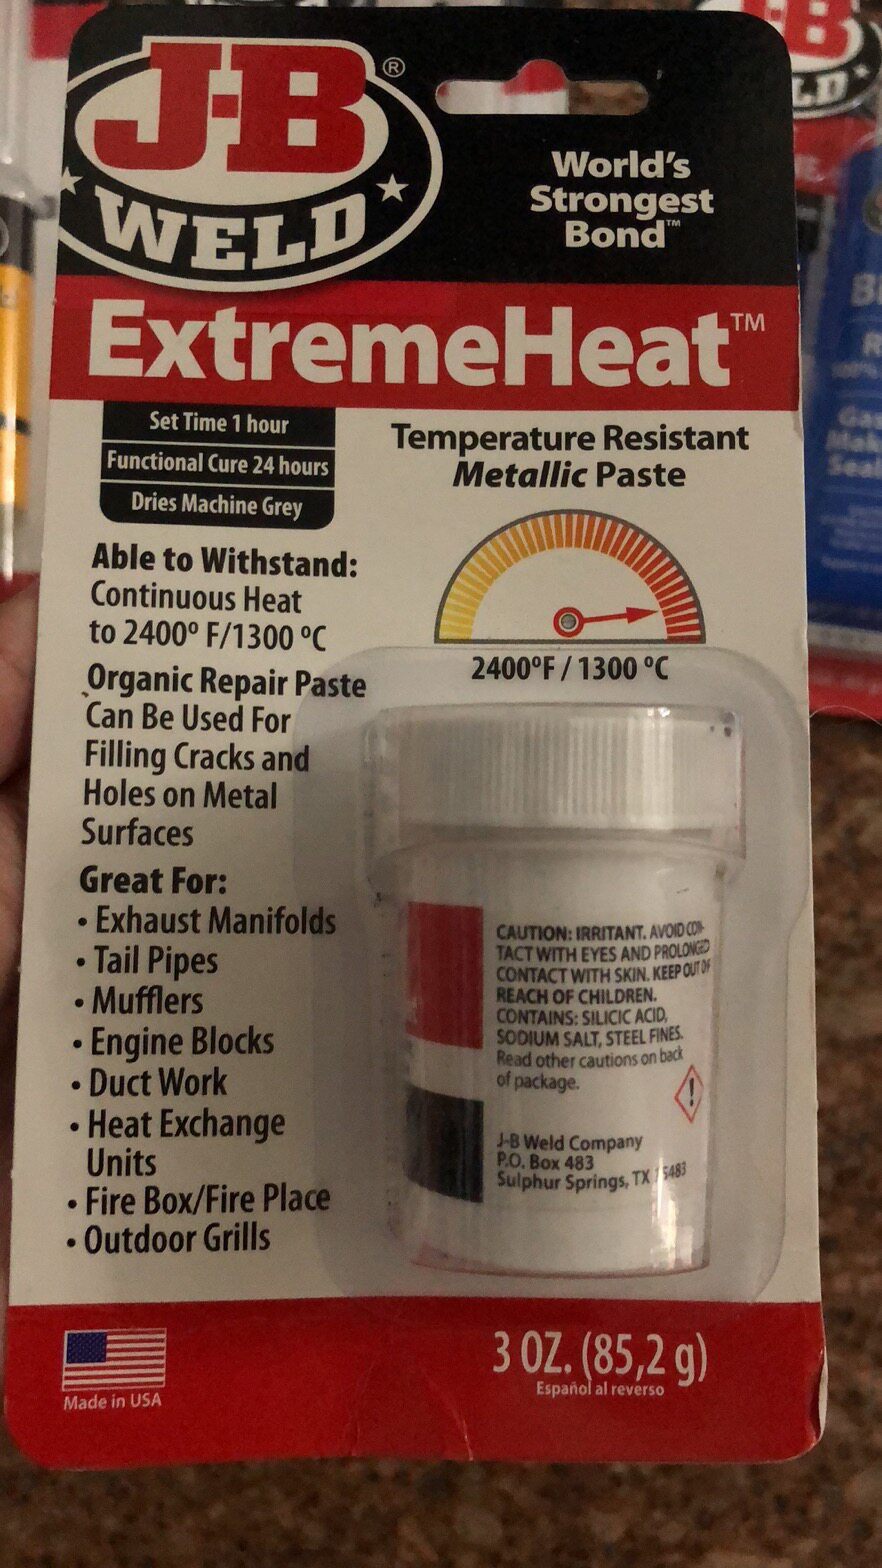 J-B®
WELD
World's
Strongest
Bond™
ExtremeHeat™
Set Time 1 hour
Functional Cure 24 hours
Dries Machine Grey
Temperature Resistant
Metallic Paste
Able to Withstand:
Continuous Heat
to 2400º F/1300 ºC
2400ºF / 1300 ºC
Organic Repair Paste
Can Be Used For
Filling Cracks and
Holes on Metal
Surfaces
Great For:
• Exhaust Manifolds
• Tail Pipes
• Mufflers
• Engine Blocks
• Duct Work
• Heat Exchange
Units
• Fire Box/Fire Place
• Outdoor Grills
CAUTION: IRRITANT. AVOID CON-
TACT WITH EYES AND PROLONGED
CONTACT WITH SKIN. KEEP OUT OF
REACH OF CHILDREN.
CONTAINS: SILICIC ACID,
SODIUM SALT, STEEL FINES.
Read other cautions on back
of package.
!
J-B Weld Company
P.O. Box 483
Sulphur Springs, TX
Made in USA
3 OZ. (85,2 g)
Español al reverso
B
LD